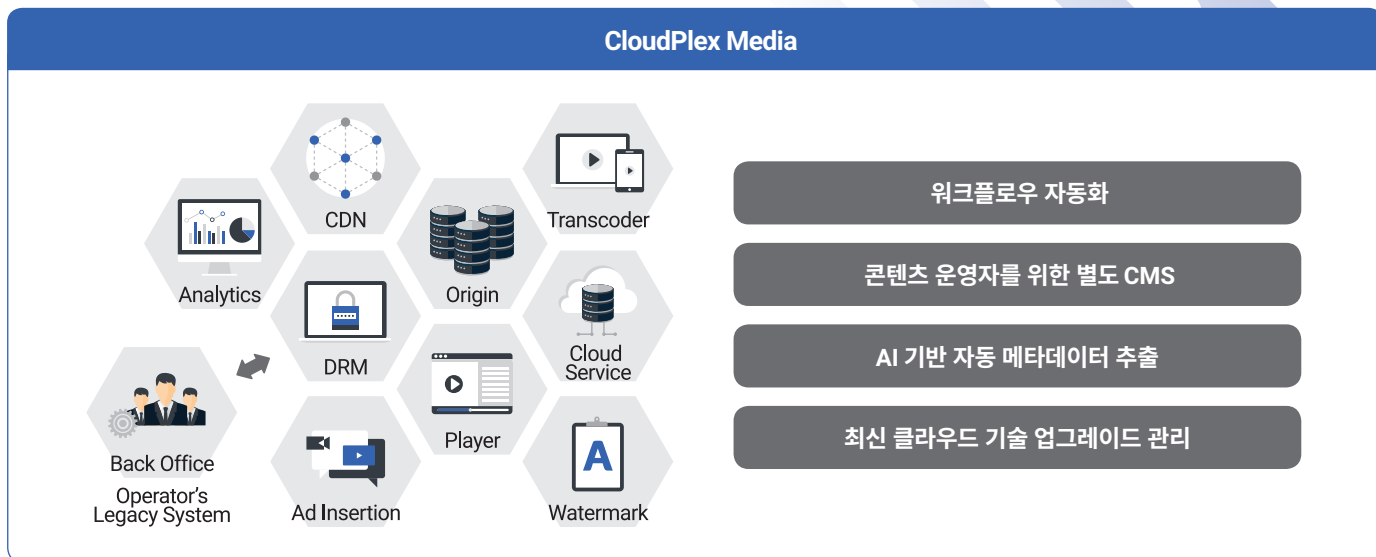 CloudPlex Media
CDN
Transcoder
Analytics
Origin
DRM
Cloud
Service
Player
Back Office
Operator's
Legacy System
Ad Insertion
A
Watermark
워크플로우 자동화
콘텐츠 운영자를 위한 별도 CMS
AI 기반 자동 메타데이터 추출
최신 클라우드 기술 업그레이드 관리